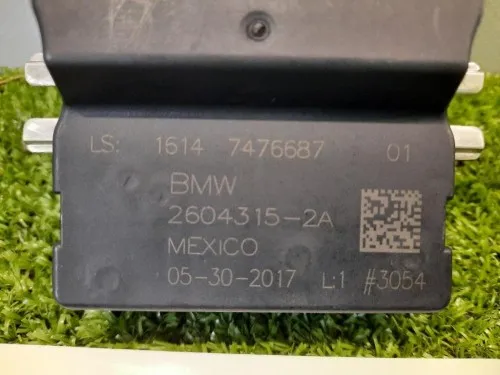 LS: 1614 7476687 01
BMW
2604315-2A
MEXICO
05-30-2017 L:1 #3054